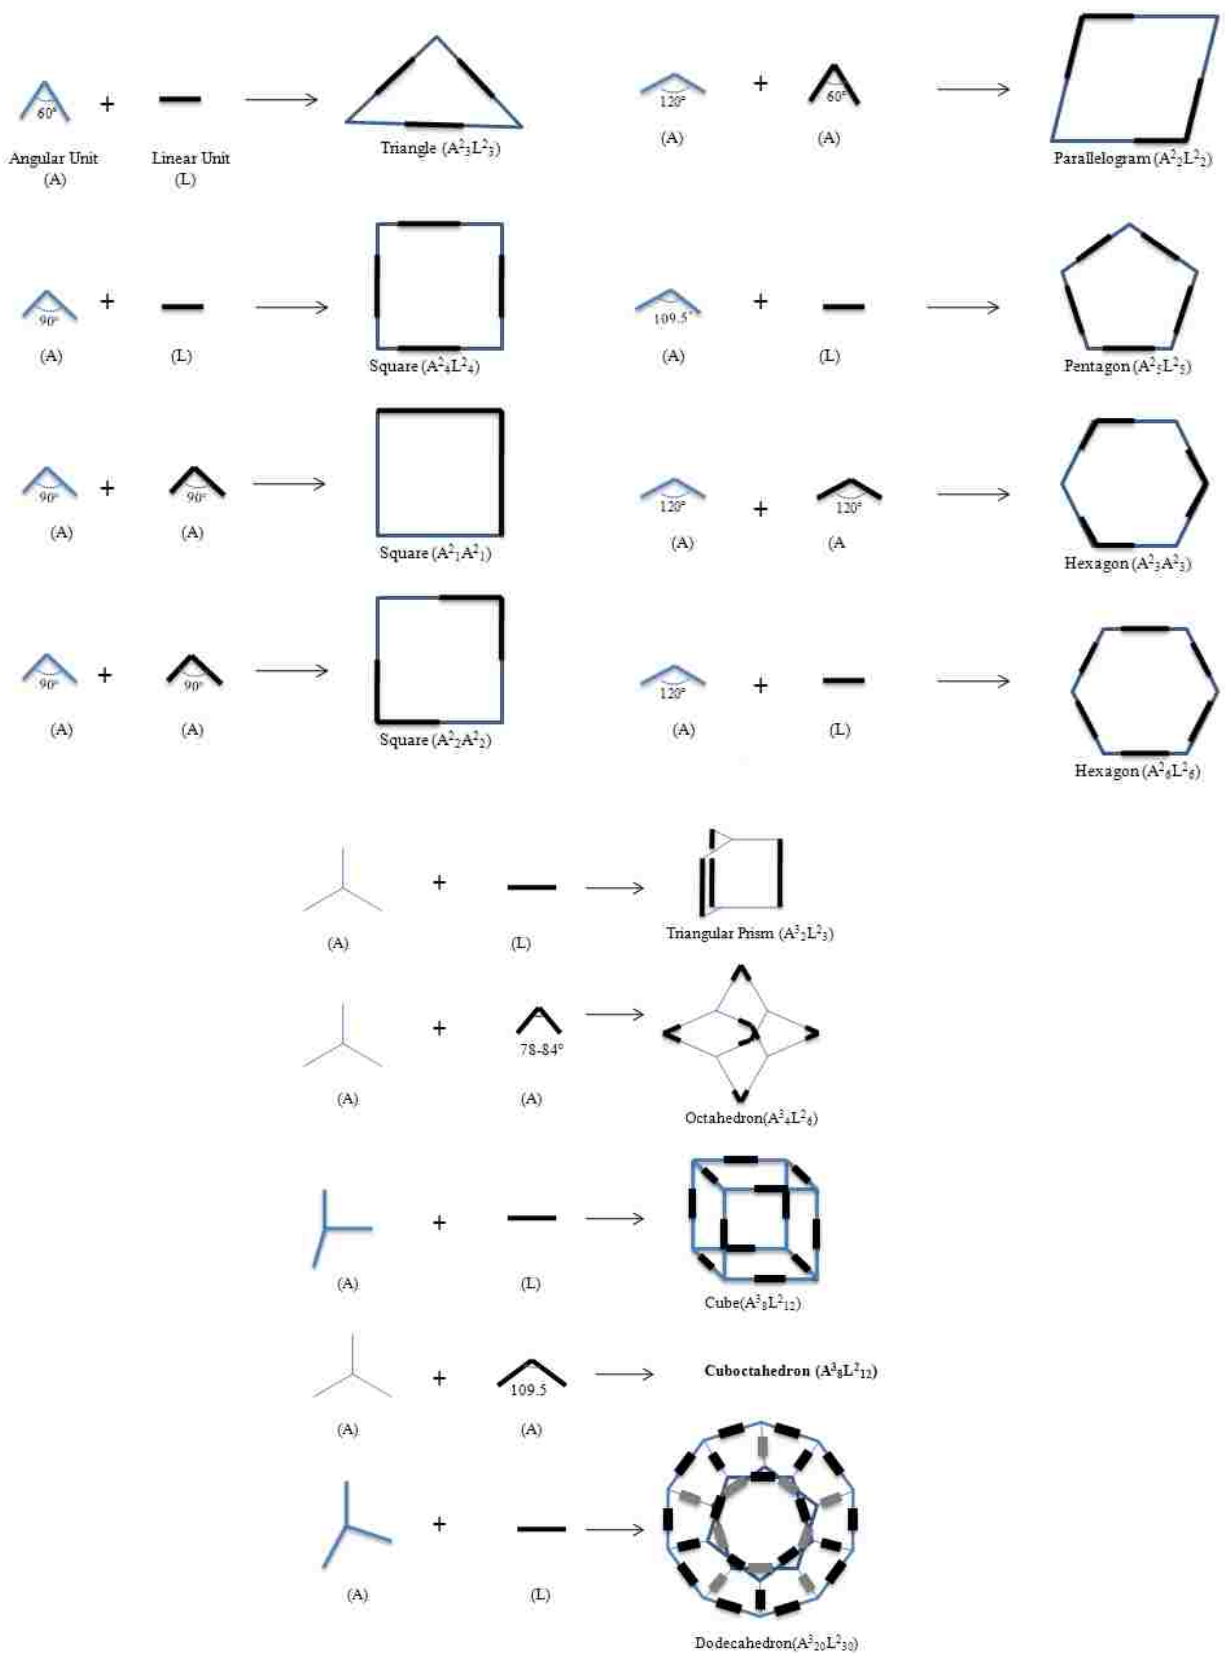 60° + → Triangle (A²₃L²₃)
Angular Unit Linear Unit
(A) (L)
120° + 60° →
(A) (A) Parallelogram (A²₂L²₂)
90° + →
(A) (L) Square (A²₄L²₄)
109.5° + →
(A) (L) Pentagon (A²₅L²₅)
90° + 90° →
(A) (A) Square (A²₁A²₁)
120° + 120° →
(A) (A Hexagon (A²₃A²₃)
90° + 90° →
(A) (A) Square (A²₂A²₂)
120° + →
(A) (L) Hexagon (A²₆L²₆)
+ →
(A) (L) Triangular Prism (A³₂L²₃)
+ 78-84° →
(A) (A) Octahedron(A³₄L²₆)
+ →
(A) (L) Cube(A³₈L²₁₂)
+ 109.5 → Cuboctahedron (A³₈L²₁₂)
(A) (A)
+ →
(A) (L)
Dodecahedron(A³₂₀L²₃₀)